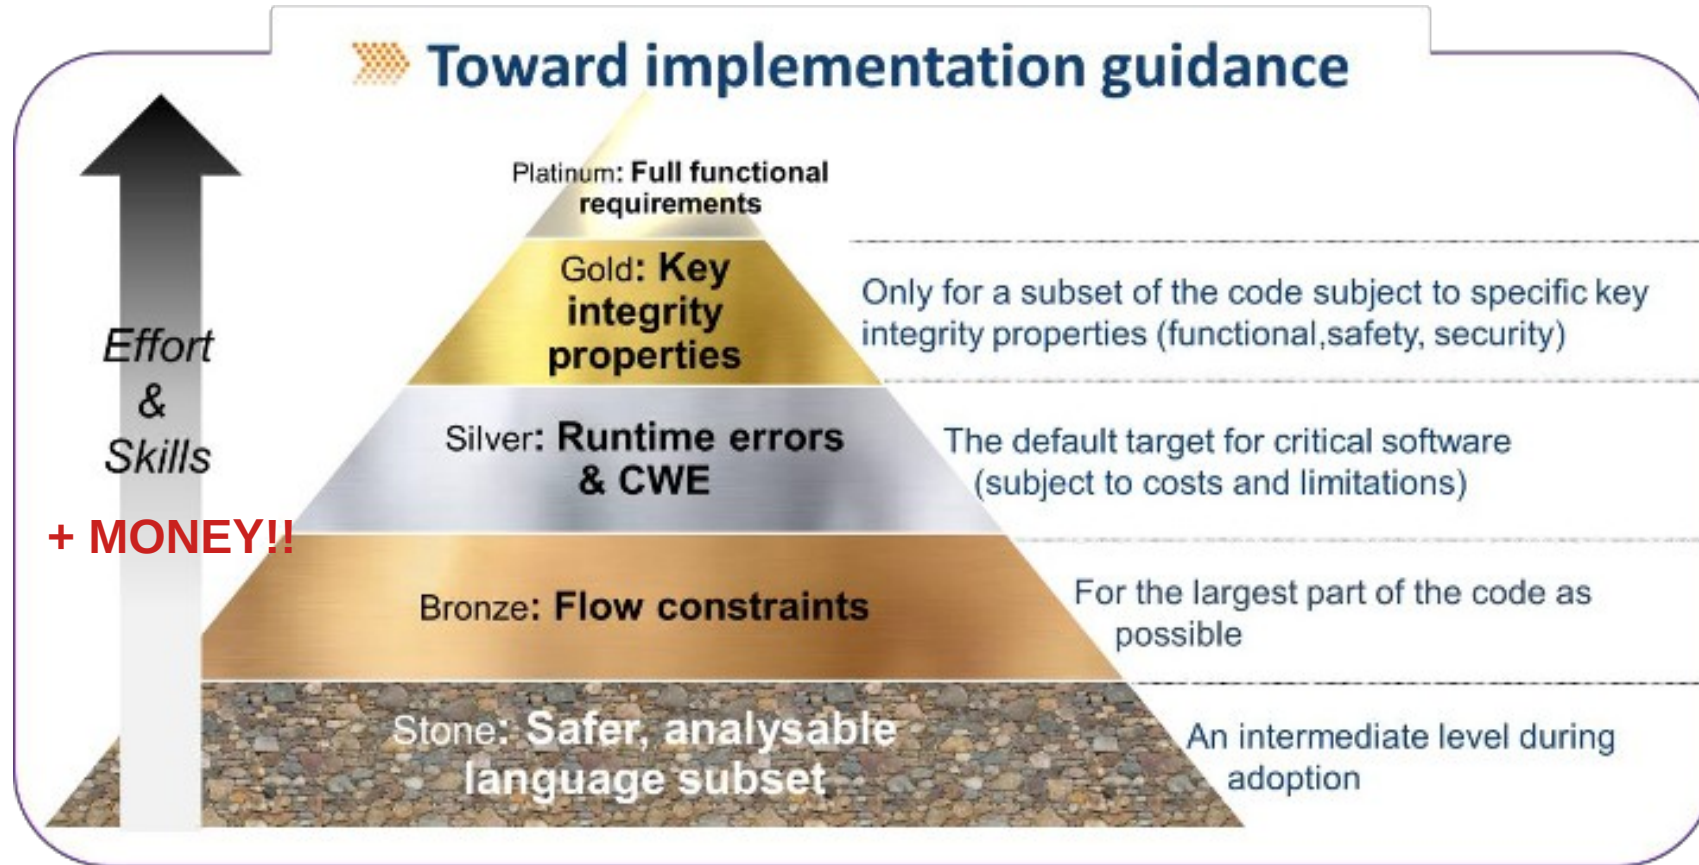 Toward implementation guidance
Platinum: Full functional
requirements
Gold: Key
integrity
properties
Only for a subset of the code subject to specific key
integrity properties (functional,safety, security)
Effort
&
Skills
+ MONEY!!
Silver: Runtime errors
& CWE
The default target for critical software
(subject to costs and limitations)
Bronze: Flow constraints
For the largest part of the code as
possible
Stone: Safer, analysable
language subset
An intermediate level during
adoption